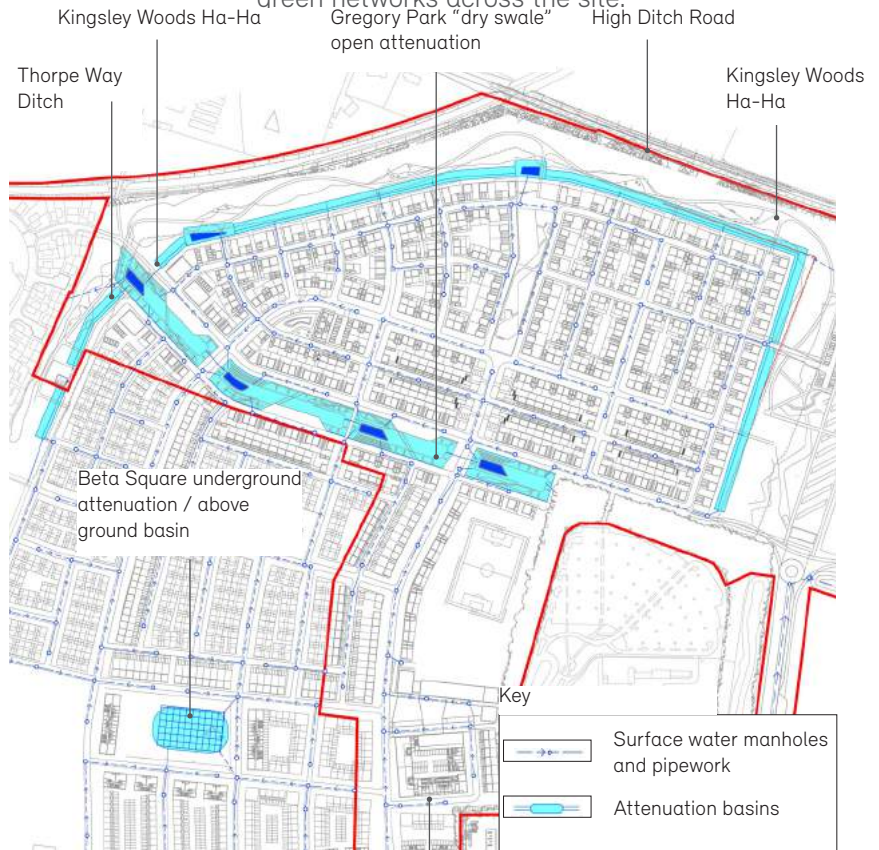 green networks across the site.
Kingsley Woods Ha-Ha
Gregory Park “dry swale”
open attenuation
High Ditch Road
Thorpe Way
Ditch
Kingsley Woods
Ha-Ha
Beta Square underground
attenuation / above
ground basin
Key
Surface water manholes
and pipework
Attenuation basins